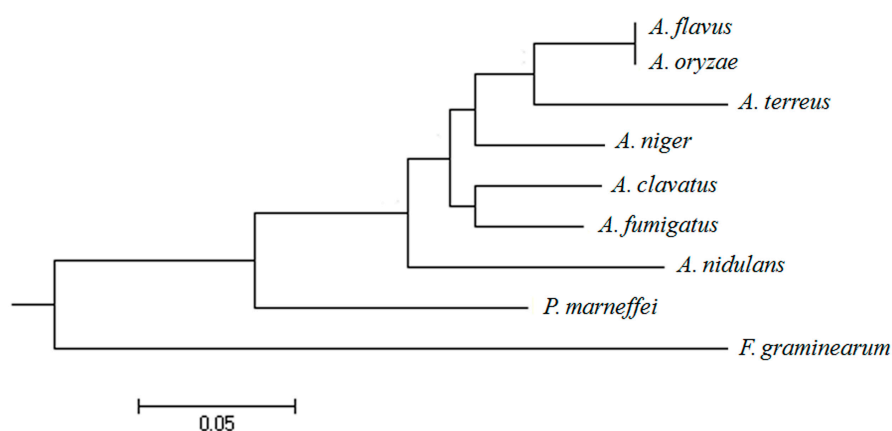 A. flavus
A. oryzae
A. terreus
A. niger
A. clavatus
A. fumigatus
A. nidulans
P. marneffei
F. graminearum
0.05